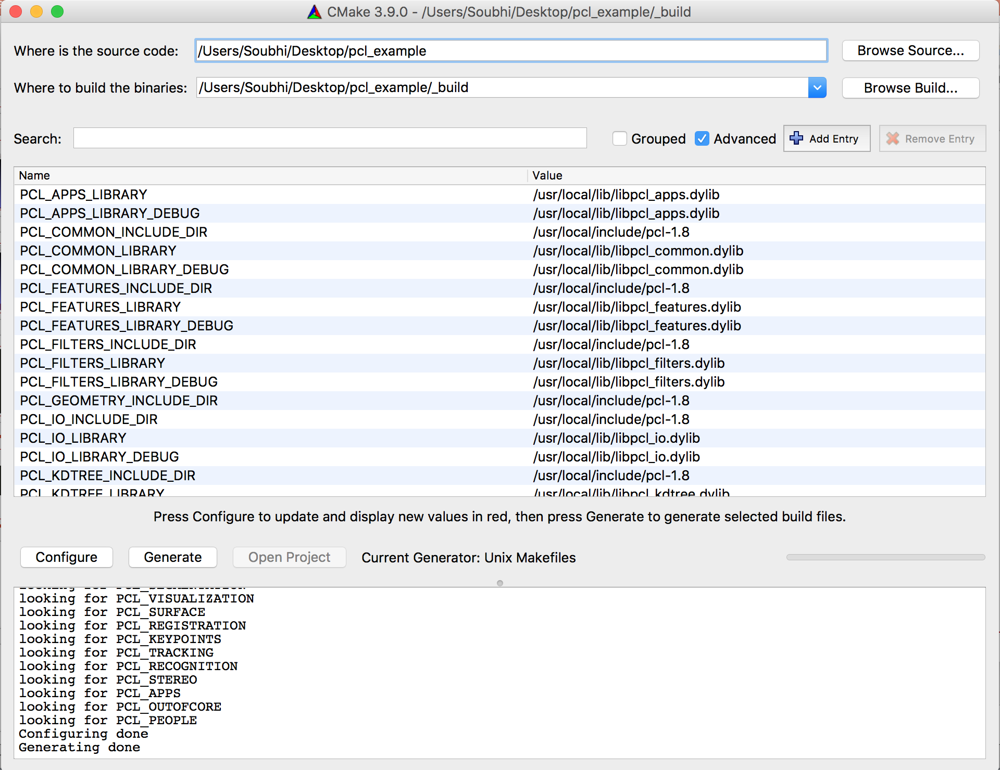 CMake 3.9.0 - /Users/Soubhi/Desktop/pcl_example/_build
Where is the source code: /Users/Soubhi/Desktop/pcl_example Browse Source...
Where to build the binaries: /Users/Soubhi/Desktop/pcl_example/_build Browse Build...
Search: Grouped Advanced Add Entry Remove Entry
Name Value
PCL_APPS_LIBRARY /usr/local/lib/libpcl_apps.dylib
PCL_APPS_LIBRARY_DEBUG /usr/local/lib/libpcl_apps.dylib
PCL_COMMON_INCLUDE_DIR /usr/local/include/pcl-1.8
PCL_COMMON_LIBRARY /usr/local/lib/libpcl_common.dylib
PCL_COMMON_LIBRARY_DEBUG /usr/local/lib/libpcl_common.dylib
PCL_FEATURES_INCLUDE_DIR /usr/local/include/pcl-1.8
PCL_FEATURES_LIBRARY /usr/local/lib/libpcl_features.dylib
PCL_FEATURES_LIBRARY_DEBUG /usr/local/lib/libpcl_features.dylib
PCL_FILTERS_INCLUDE_DIR /usr/local/include/pcl-1.8
PCL_FILTERS_LIBRARY /usr/local/lib/libpcl_filters.dylib
PCL_FILTERS_LIBRARY_DEBUG /usr/local/lib/libpcl_filters.dylib
PCL_GEOMETRY_INCLUDE_DIR /usr/local/include/pcl-1.8
PCL_IO_INCLUDE_DIR /usr/local/include/pcl-1.8
PCL_IO_LIBRARY /usr/local/lib/libpcl_io.dylib
PCL_IO_LIBRARY_DEBUG /usr/local/lib/libpcl_io.dylib
PCL_KDTREE_INCLUDE_DIR /usr/local/include/pcl-1.8
PCL_KDTREE_LIBRARY /usr/local/lib/libpcl_kdtree.dylib
Press Configure to update and display new values in red, then press Generate to generate selected build files.
Configure Generate Open Project Current Generator: Unix Makefiles
looking for PCL_VISUALIZATION
looking for PCL_SURFACE
looking for PCL_REGISTRATION
looking for PCL_KEYPOINTS
looking for PCL_TRACKING
looking for PCL_RECOGNITION
looking for PCL_STEREO
looking for PCL_APPS
looking for PCL_OUTOFCORE
looking for PCL_PEOPLE
Configuring done
Generating done